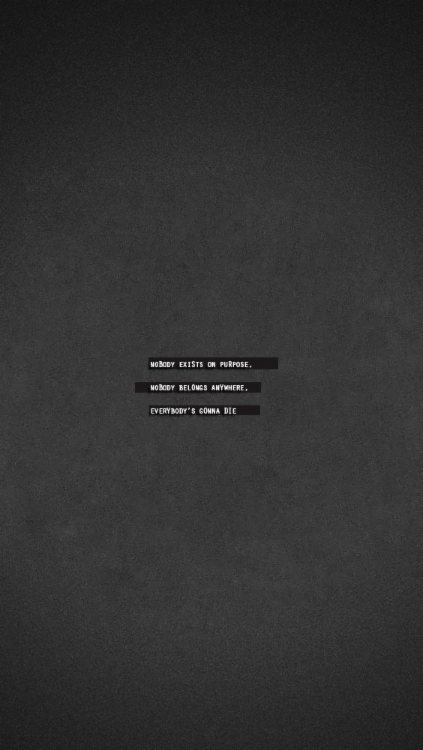 NOBODY EXISTS ON PURPOSE,
NOBODY BELONGS ANYWHERE,
EVERYBODY'S GONNA DIE